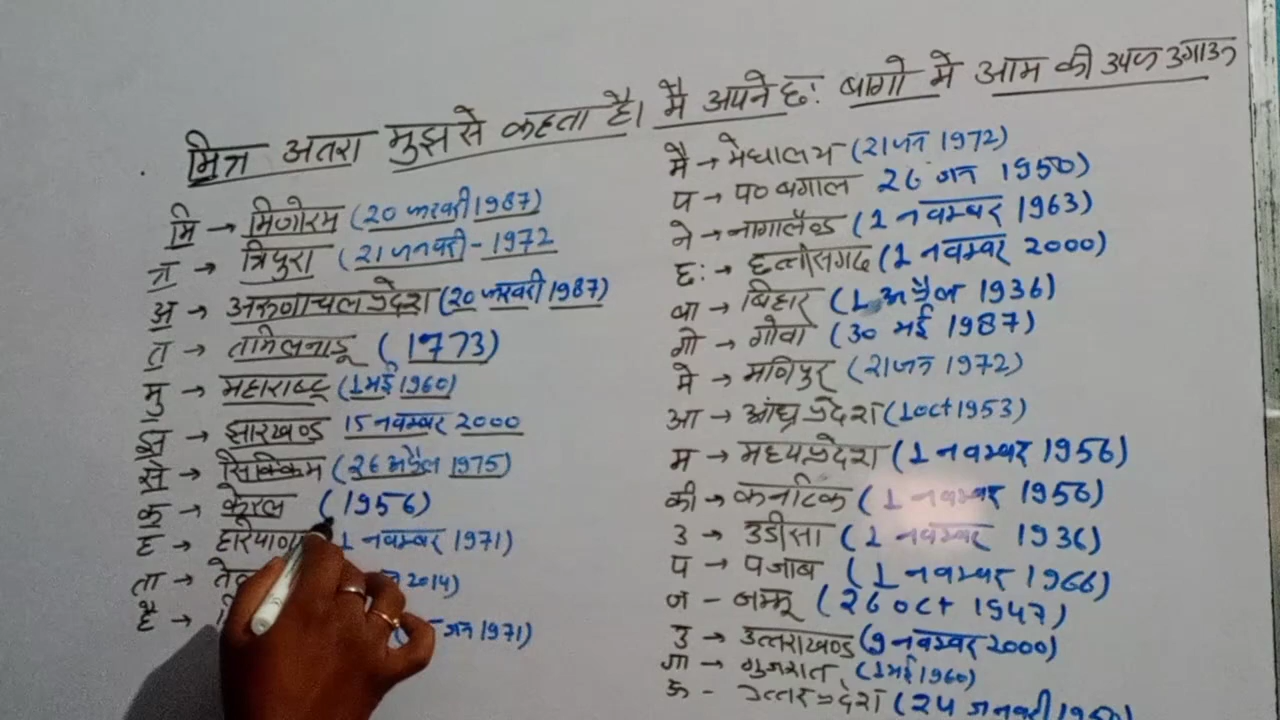 मित्र अतरा मुझसे कहता है। मै अपने छः बागो मे आम की उपज उगाऊ
मि → मिजोरम (20 फरवरी 1987)
त्र → त्रिपुरा (21 जनवरी - 1972
अ → अरुणाचल प्रदेश (20 फरवरी 1987)
त → तमिलनाडू (1773)
मु → महाराष्ट्र (1 मई 1960)
झ → झारखण्ड 15 नवम्बर 2000
से → सिक्किम (26 अप्रैल 1975)
क → केरल (1956)
ह → हरियाणा 1 नवम्बर 1971)
ता → ते 2014)
है → जन 1971)
मै → मेघालय (21 जन 1972)
प → प० बगाल 26 जन 1950)
ने → नागालैण्ड (1 नवम्बर 1963)
छः → छत्तीसगढ (1 नवम्बर 2000)
बा → बिहार (1 अप्रैल 1936)
गो → गोवा (30 मई 1987)
मे → मणिपुर (21 जन 1972)
आ → आंध्र प्रदेश (1 oct 1953)
म → मध्यप्रदेश (1 नवम्बर 1956)
की → कर्नाटक (1 नवम्बर 1956)
उ → उडीसा (1 नवम्बर 1936)
प → पजाब (1 नवम्बर 1966)
ज - जम्मू (26 oct 1947)
उ → उत्तराखण्ड (9 नवम्बर 2000)
गा → गुजरात (1 मई 1960)
ऊ - उत्तर प्रदेश (24 जनवरी 1950)